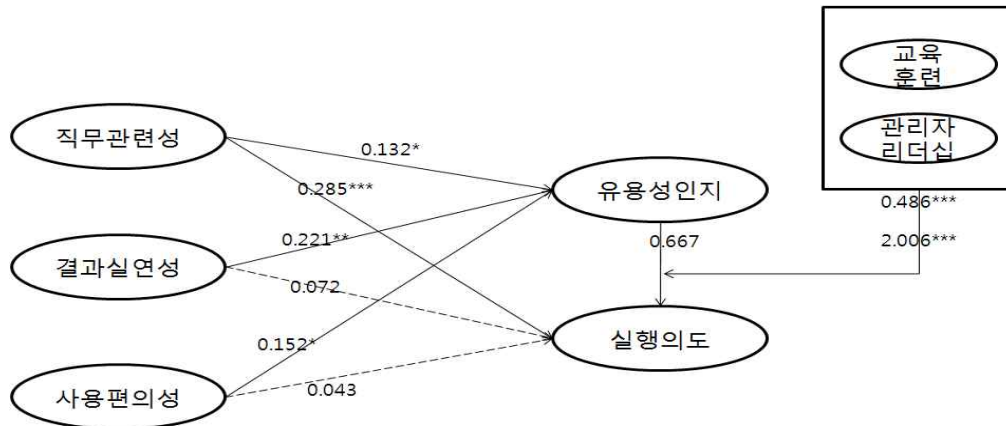 교육
훈련
관리자
리더십
직무관련성
0.132*
0.285***
유용성인지
0.486***
0.221**
0.667
2.006***
결과실연성
0.072
0.152*
실행의도
0.043
사용편의성